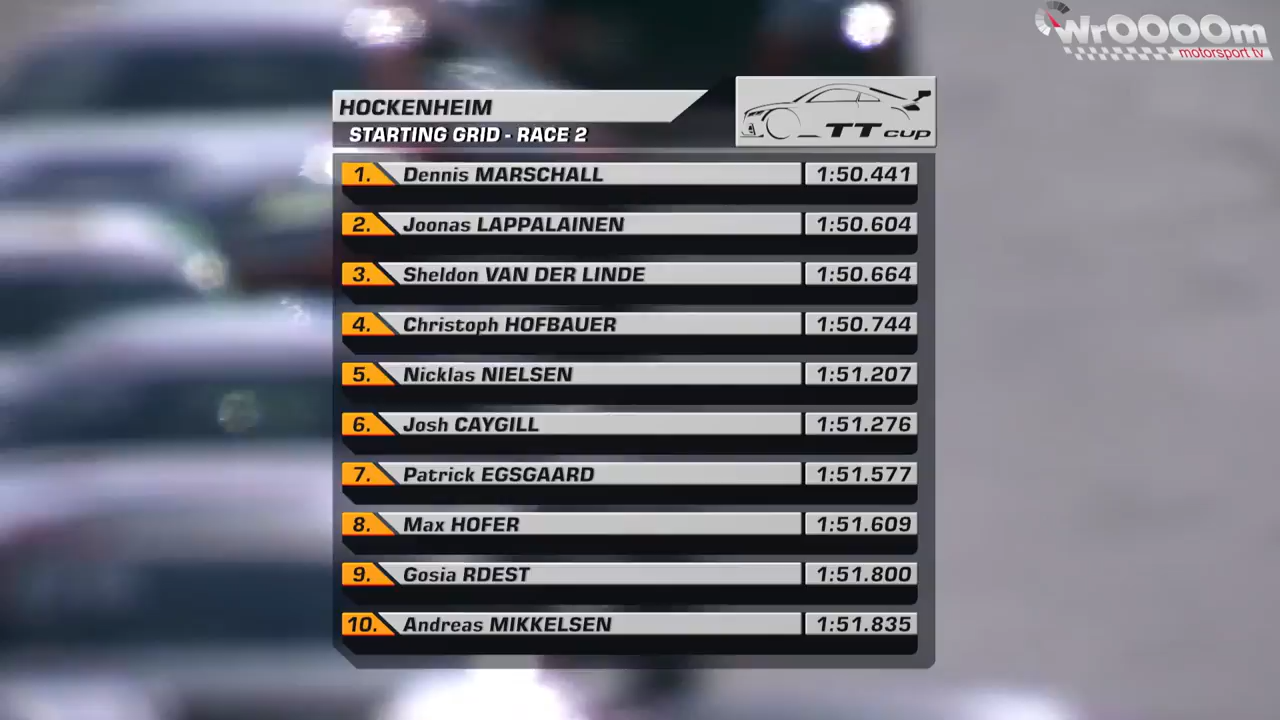 WrOOOOm
motorsport tv
HOCKENHEIM
STARTING GRID - RACE 2
TT cup
1. Dennis MARSCHALL 1:50.441
2. Joonas LAPPALAINEN 1:50.604
3. Sheldon VAN DER LINDE 1:50.664
4. Christoph HOFBAUER 1:50.744
5. Nicklas NIELSEN 1:51.207
6. Josh CAYGILL 1:51.276
7. Patrick EGSGAARD 1:51.577
8. Max HOFER 1:51.609
9. Gosia RDEST 1:51.800
10. Andreas MIKKELSEN 1:51.835